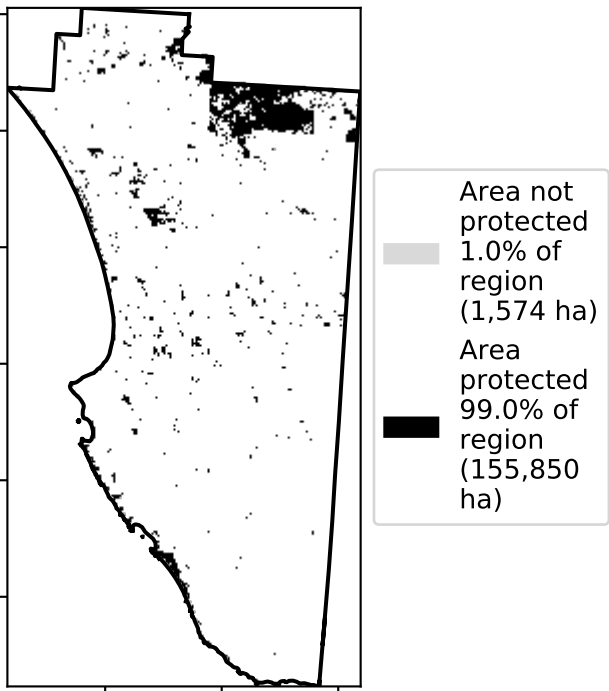 Area not
protected
1.0% of
region
(1,574 ha)
Area
protected
99.0% of
region
(155,850
ha)